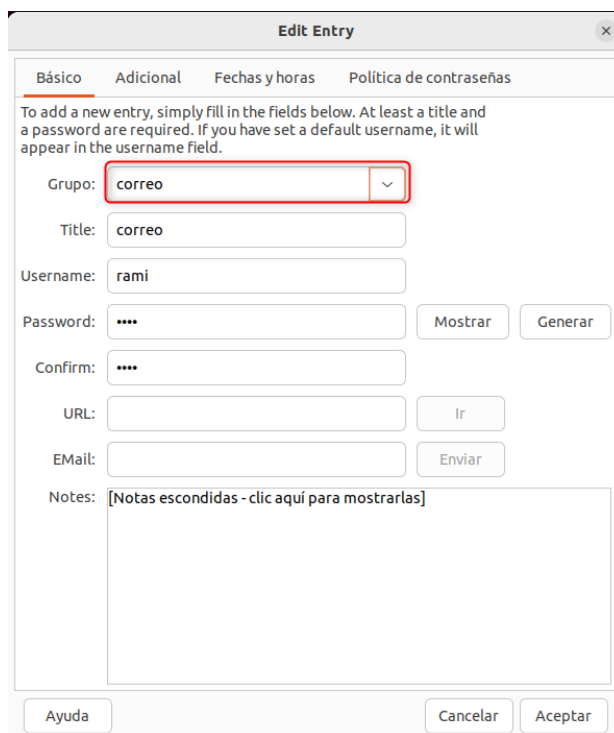 Edit Entry
Básico Adicional Fechas y horas Política de contraseñas
To add a new entry, simply fill in the fields below. At least a title and
a password are required. If you have set a default username, it will
appear in the username field.
Grupo: correo
Title: correo
Username: rami
Password: •••• Mostrar Generar
Confirm: ••••
URL: Ir
EMail: Enviar
Notes: [Notas escondidas - clic aquí para mostrarlas]
Ayuda Cancelar Aceptar